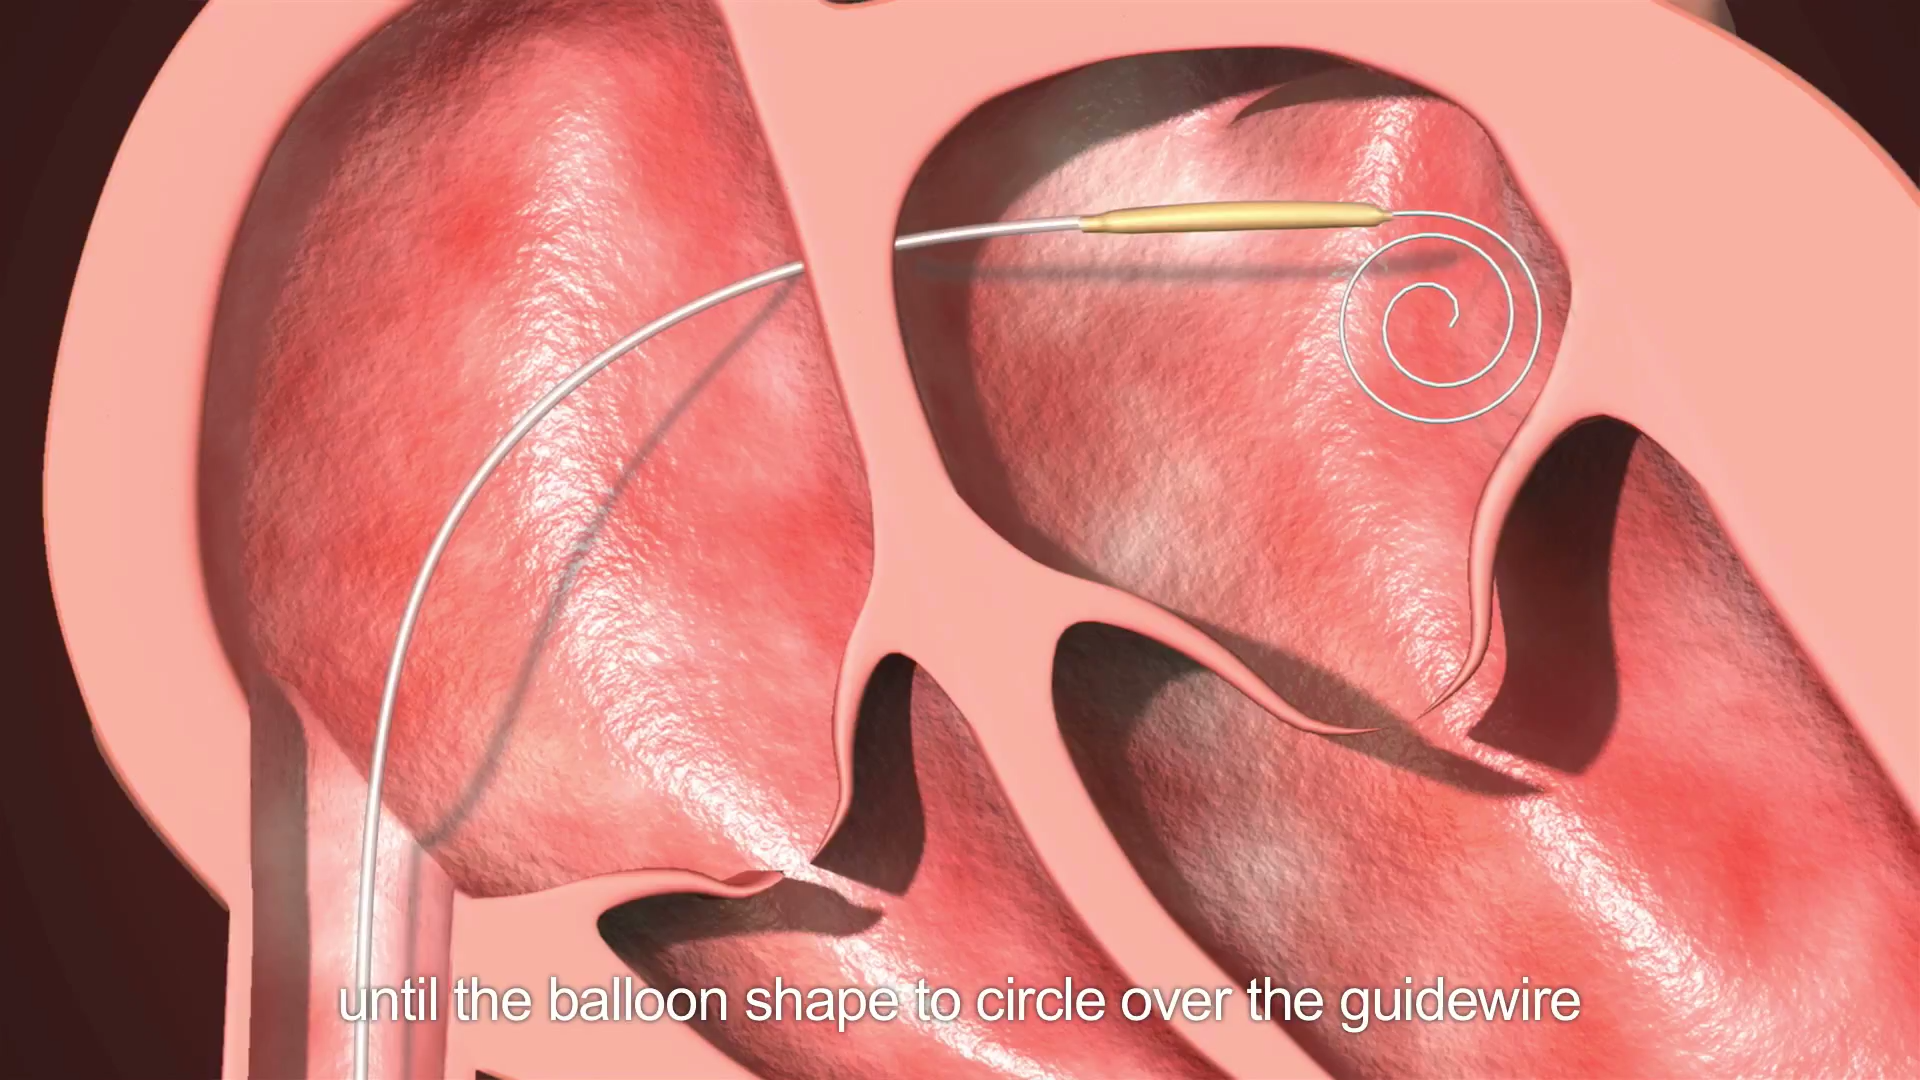 until the balloon shape to circle over the guidewire